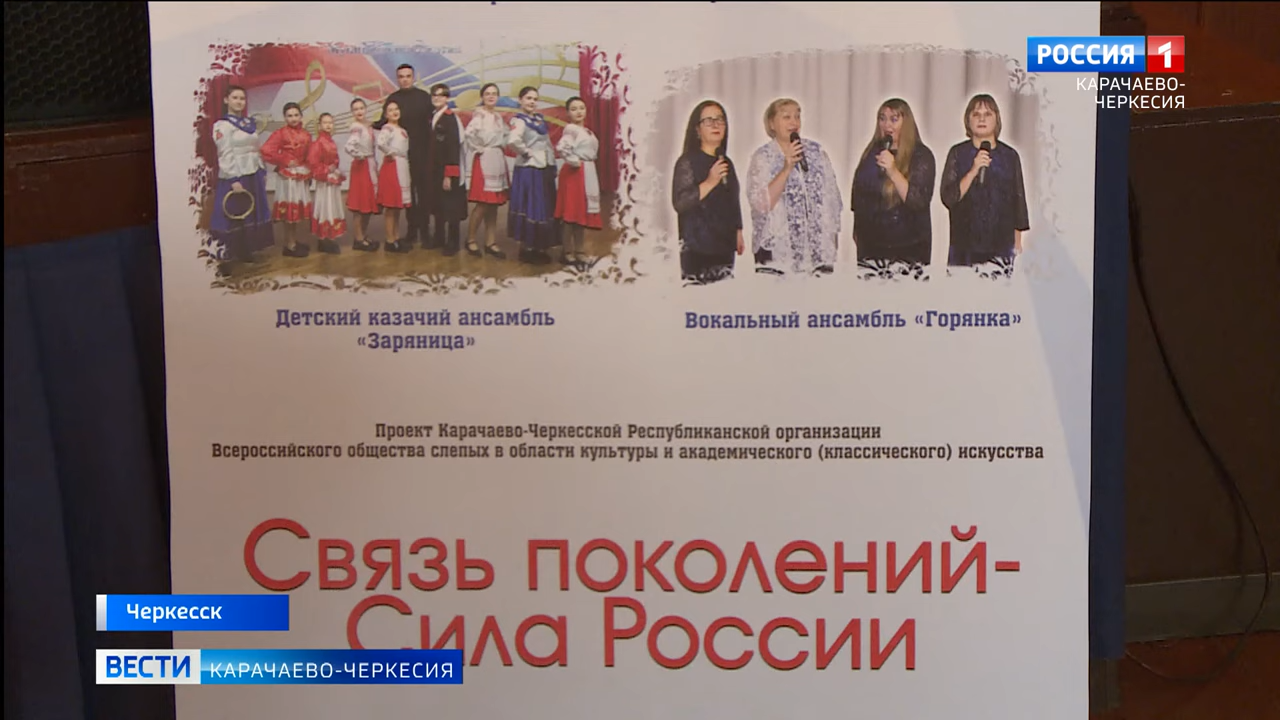 РОССИЯ 1
КАРАЧАЕВО-
ЧЕРКЕСИЯ
Детский казачий ансамбль
«Заряница»
Вокальный ансамбль «Горянка»
Проект Карачаево-Черкесской Республиканской организации
Всероссийского общества слепых в области культуры и академического (классического) искусства
Связь поколений-
Сила России
Черкесск
ВЕСТИ КАРАЧАЕВО-ЧЕРКЕСИЯ